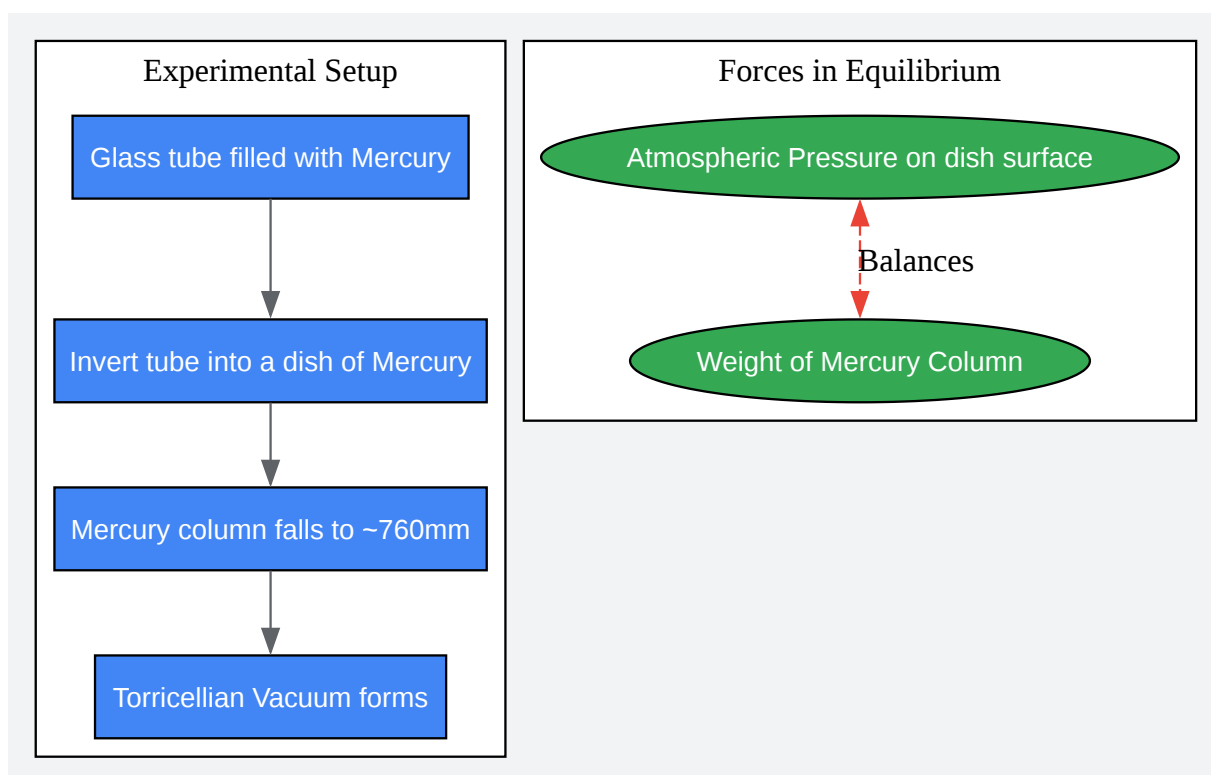 Experimental Setup
Glass tube filled with Mercury
Invert tube into a dish of Mercury
Mercury column falls to ~760mm
Torricellian Vacuum forms
Forces in Equilibrium
Atmospheric Pressure on dish surface
Balances
Weight of Mercury Column